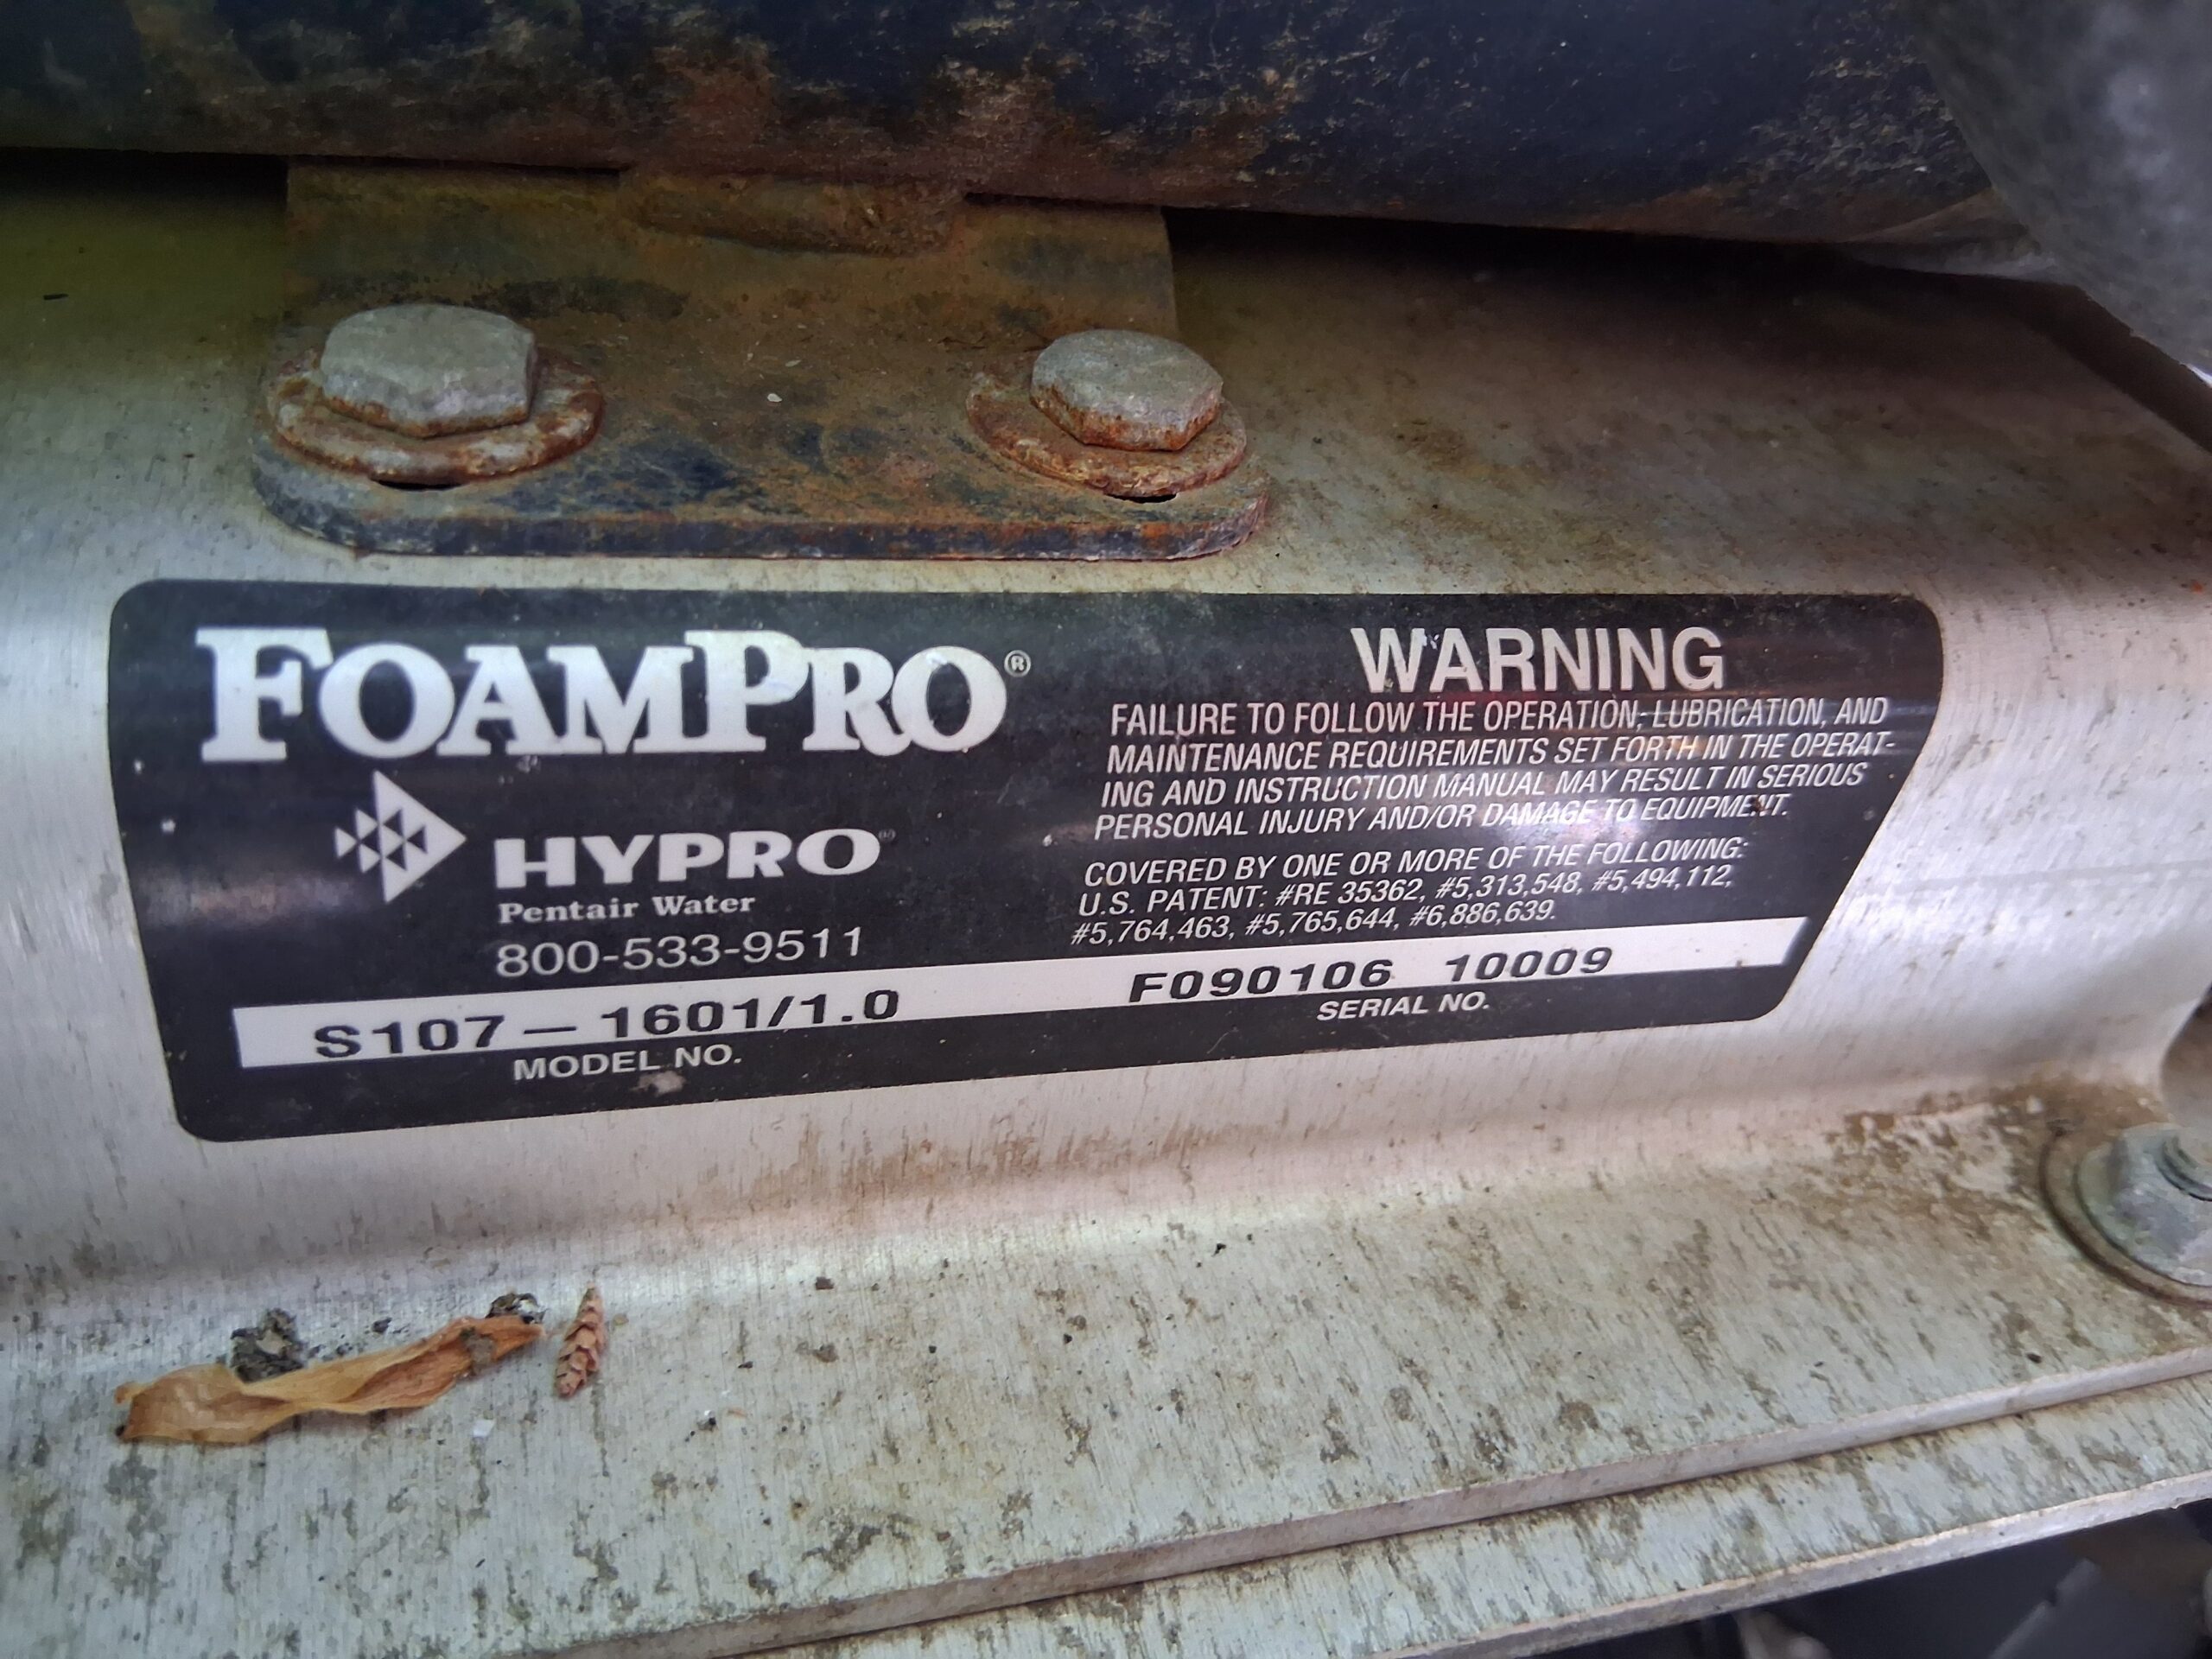 FOAMPRO®
HYPRO
Pentair Water
800-533-9511
WARNING
FAILURE TO FOLLOW THE OPERATION, LUBRICATION, AND
MAINTENANCE REQUIREMENTS SET FORTH IN THE OPERAT-
ING AND INSTRUCTION MANUAL MAY RESULT IN SERIOUS
PERSONAL INJURY AND/OR DAMAGE TO EQUIPMENT.
COVERED BY ONE OR MORE OF THE FOLLOWING:
U.S. PATENT: #RE 35362, #5,313,548, #5,494,112,
#5,764,463, #5,765,644, #6,886,639.
S107 – 1601/1.0
MODEL NO.
F090106 10009
SERIAL NO.